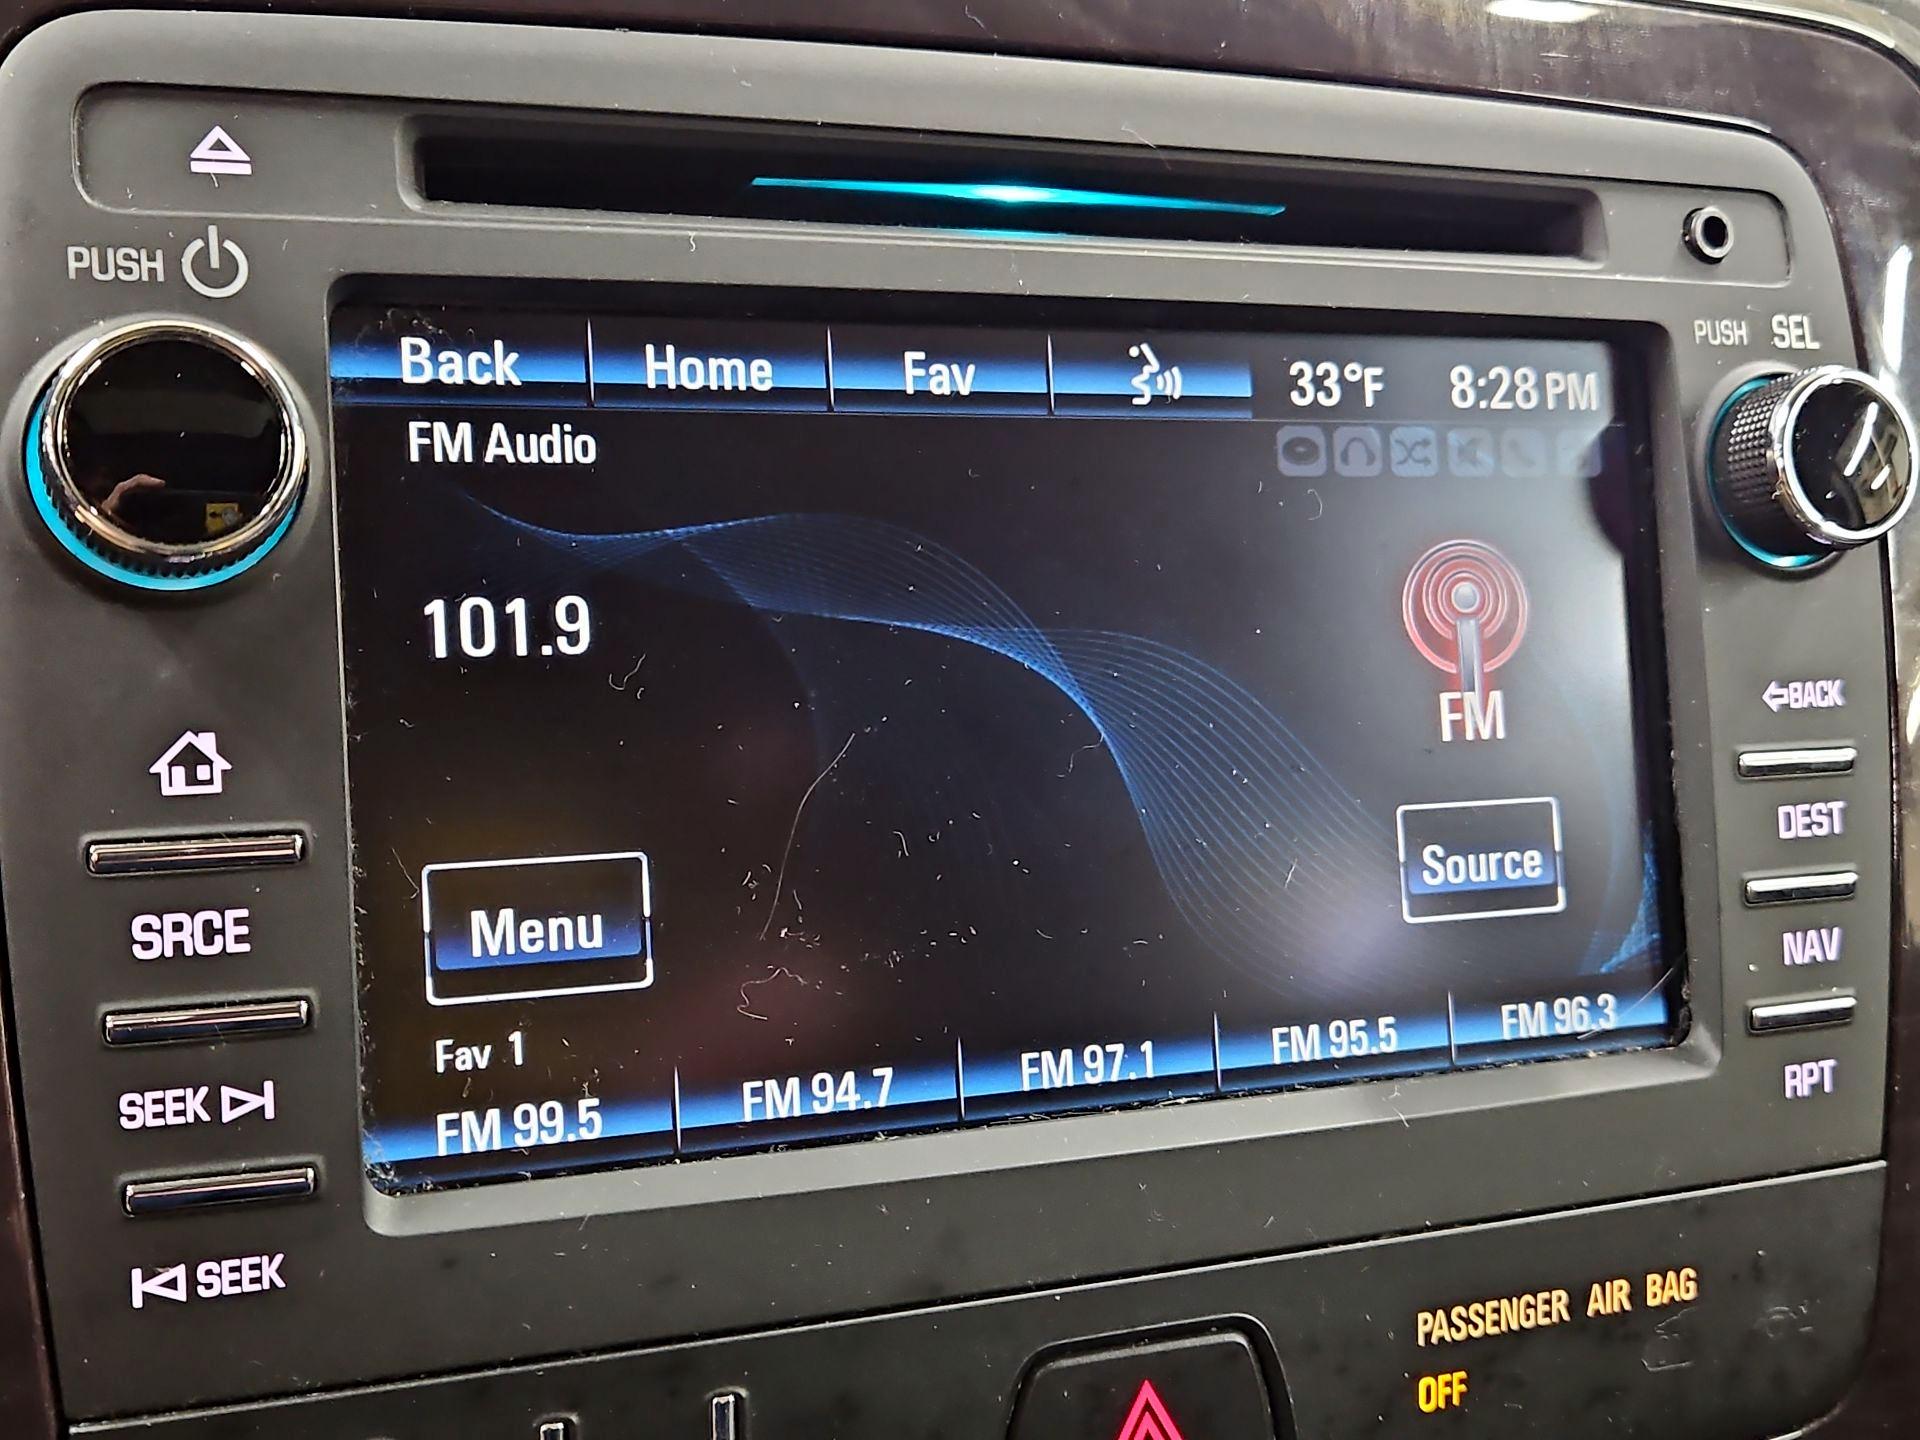 PUSH
PUSH SEL
Back Home Fav 33°F 8:28 PM
FM Audio
101.9
FM
BACK
Source
DEST
Menu
SRCE
NAV
Fav 1
FM 99.5 FM 94.7 FM 97.1 FM 95.5 FM 96.3
SEEK
RPT
SEEK
PASSENGER AIR BAG
OFF